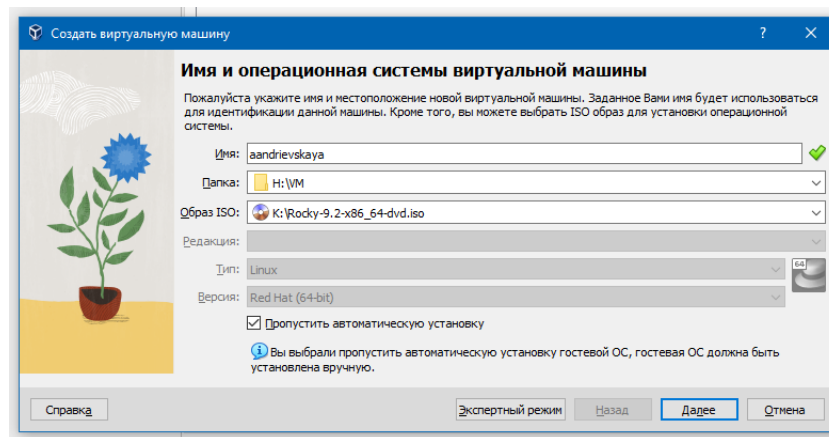 Создать виртуальную машину
Имя и операционная системы виртуальной машины
Пожалуйста укажите имя и местоположение новой виртуальной машины. Заданное Вами имя будет использоваться
для идентификации данной машины. Кроме того, вы можете выбрать ISO образ для установки операционной
системы.
Имя: aandrievskaya
Папка: H:\VM
Образ ISO: K:\Rocky-9.2-x86_64-dvd.iso
Редакция:
Тип: Linux
64
Версия: Red Hat (64-bit)
Пропустить автоматическую установку
Вы выбрали пропустить автоматическую установку гостевой ОС, гостевая ОС должна быть
установлена вручную.
Справка Экспертный режим Назад Далее Отмена